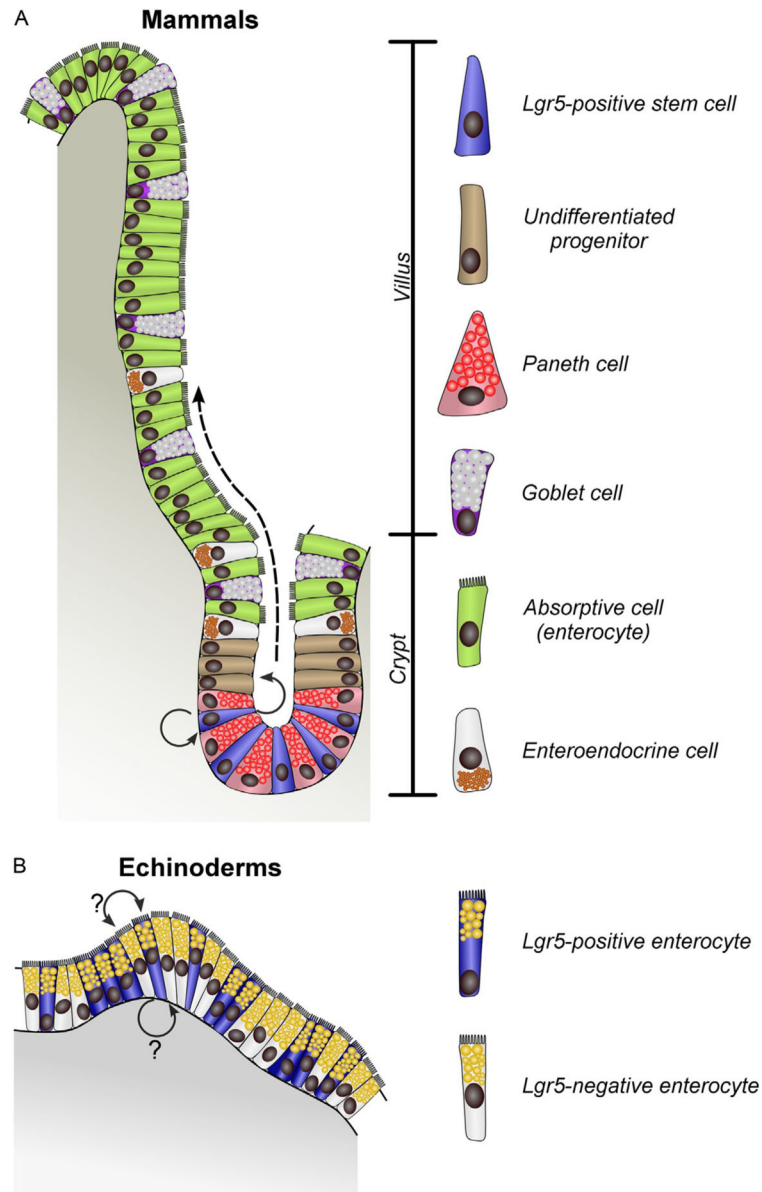 A
Mammals
Villus
Crypt
Lgr5-positive stem cell
Undifferentiated
progenitor
Paneth cell
Goblet cell
Absorptive cell
(enterocyte)
Enteroendocrine cell
B
Echinoderms
?
?
Lgr5-positive enterocyte
Lgr5-negative enterocyte